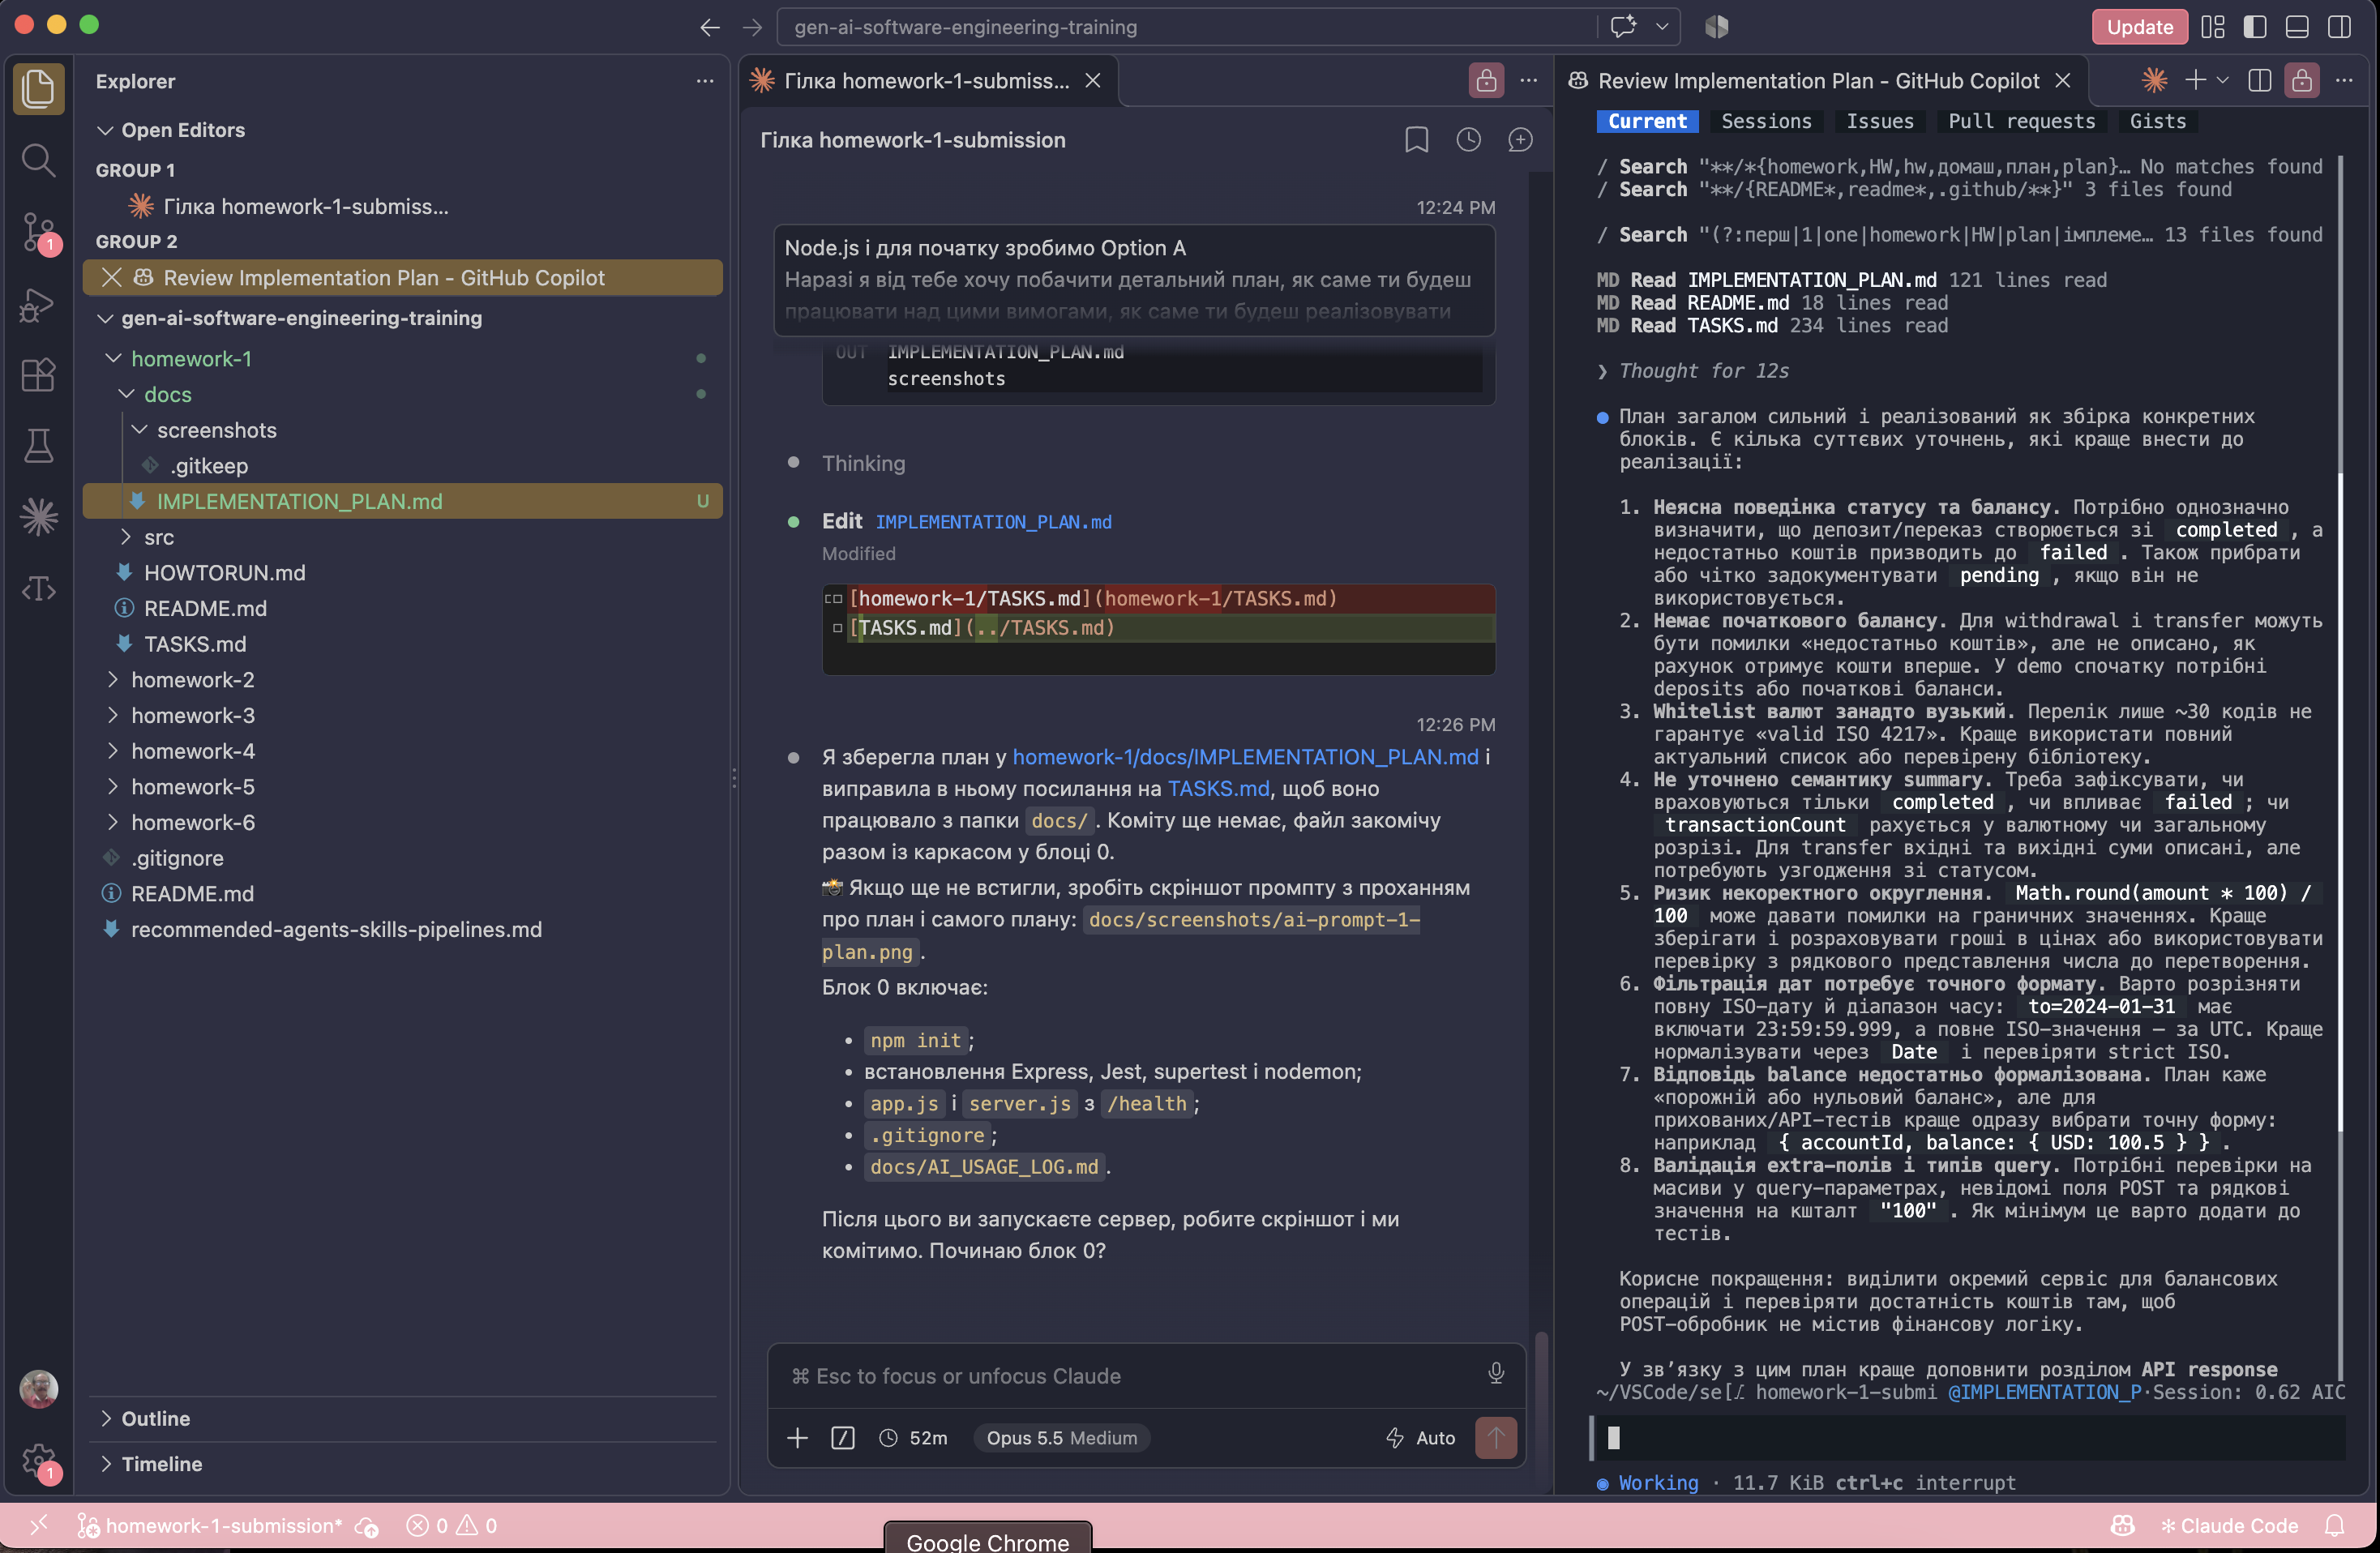 gen-ai-software-engineering-training
Update
Explorer
Open Editors
GROUP 1
Гілка homework-1-submiss...
GROUP 2
Review Implementation Plan - GitHub Copilot
gen-ai-software-engineering-training
homework-1
docs
screenshots
.gitkeep
IMPLEMENTATION_PLAN.md U
src
HOWTORUN.md
README.md
TASKS.md
homework-2
homework-3
homework-4
homework-5
homework-6
.gitignore
README.md
recommended-agents-skills-pipelines.md
Outline
Timeline
1
1
Гілка homework-1-submiss...
Гілка homework-1-submission
12:24 PM
Node.js і для початку зробимо Option A
Наразі я від тебе хочу побачити детальний план, як саме ти будеш
працювати над цими вимогами, як саме ти будеш реалізовувати
OUT IMPLEMENTATION_PLAN.md
screenshots
Thinking
Edit IMPLEMENTATION_PLAN.md
Modified
[homework-1/TASKS.md](homework-1/TASKS.md)
[TASKS.md](../TASKS.md)
12:26 PM
Я зберегла план у homework-1/docs/IMPLEMENTATION_PLAN.md і
виправила в ньому посилання на TASKS.md, щоб воно
працювало з папки docs/. Коміту ще немає, файл закомічу
разом із каркасом у блоці 0.
📸 Якщо ще не встигли, зробіть скріншот промпту з проханням
про план і самого плану: docs/screenshots/ai-prompt-1-
plan.png.
Блок 0 включає:
• npm init;
• встановлення Express, Jest, supertest і nodemon;
• app.js і server.js з /health;
• .gitignore;
• docs/AI_USAGE_LOG.md.
Після цього ви запускаєте сервер, робите скріншот і ми
комітимо. Починаю блок 0?
⌘ Esc to focus or unfocus Claude
52m Opus 5.5 Medium Auto
Review Implementation Plan - GitHub Copilot
Current Sessions Issues Pull requests Gists
/ Search "**/*{homework,HW,hw,домаш,план,plan}… No matches found
/ Search "**/{README*,readme*,.github/**}" 3 files found
/ Search "(?:перш|1|one|homework|HW|plan|імплеме… 13 files found
MD Read IMPLEMENTATION_PLAN.md 121 lines read
MD Read README.md 18 lines read
MD Read TASKS.md 234 lines read
❯ Thought for 12s
● План загалом сильний і реалізований як збірка конкретних
блоків. Є кілька суттєвих уточнень, які краще внести до
реалізації:
1. Неясна поведінка статусу та балансу. Потрібно однозначно
визначити, що депозит/переказ створюється зі completed, а
недостатньо коштів призводить до failed. Також прибрати
або чітко задокументувати pending, якщо він не
використовується.
2. Немає початкового балансу. Для withdrawal і transfer можуть
бути помилки «недостатньо коштів», але не описано, як
рахунок отримує кошти вперше. У demo спочатку потрібні
deposits або початкові баланси.
3. Whitelist валют занадто вузький. Перелік лише ~30 кодів не
гарантує «valid ISO 4217». Краще використати повний
актуальний список або перевірену бібліотеку.
4. Не уточнено семантику summary. Треба зафіксувати, чи
враховуються тільки completed, чи впливає failed; чи
transactionCount рахується у валютному чи загальному
розрізі. Для transfer вхідні та вихідні суми описані, але
потребують узгодження зі статусом.
5. Ризик некоректного округлення. Math.round(amount * 100) /
100 може давати помилки на граничних значеннях. Краще
зберігати і розраховувати гроші в цінах або використовувати
перевірку з рядкового представлення числа до перетворення.
6. Фільтрація дат потребує точного формату. Варто розрізняти
повну ISO-дату й діапазон часу: to=2024-01-31 має
включати 23:59:59.999, а повне ISO-значення — за UTC. Краще
нормалізувати через Date і перевіряти strict ISO.
7. Відповідь balance недостатньо формалізована. План каже
«порожній або нульовий баланс», але для
прихованих/API-тестів краще одразу вибрати точну форму:
наприклад { accountId, balance: { USD: 100.5 } }.
8. Валідація extra-полів і типів query. Потрібні перевірки на
масиви у query-параметрах, невідомі поля POST та рядкові
значення на кшталт "100". Як мінімум це варто додати до
тестів.
Корисне покращення: виділити окремий сервіс для балансових
операцій і перевіряти достатність коштів там, щоб
POST-обробник не містив фінансову логіку.
У зв’язку з цим план краще доповнити розділом API response
~/VSCode/se[⎇ homework-1-submi @IMPLEMENTATION_P·Session: 0.62 AIC
◉ Working · 11.7 KiB ctrl+c interrupt
homework-1-submission* 0 0
Claude Code
Google Chrome